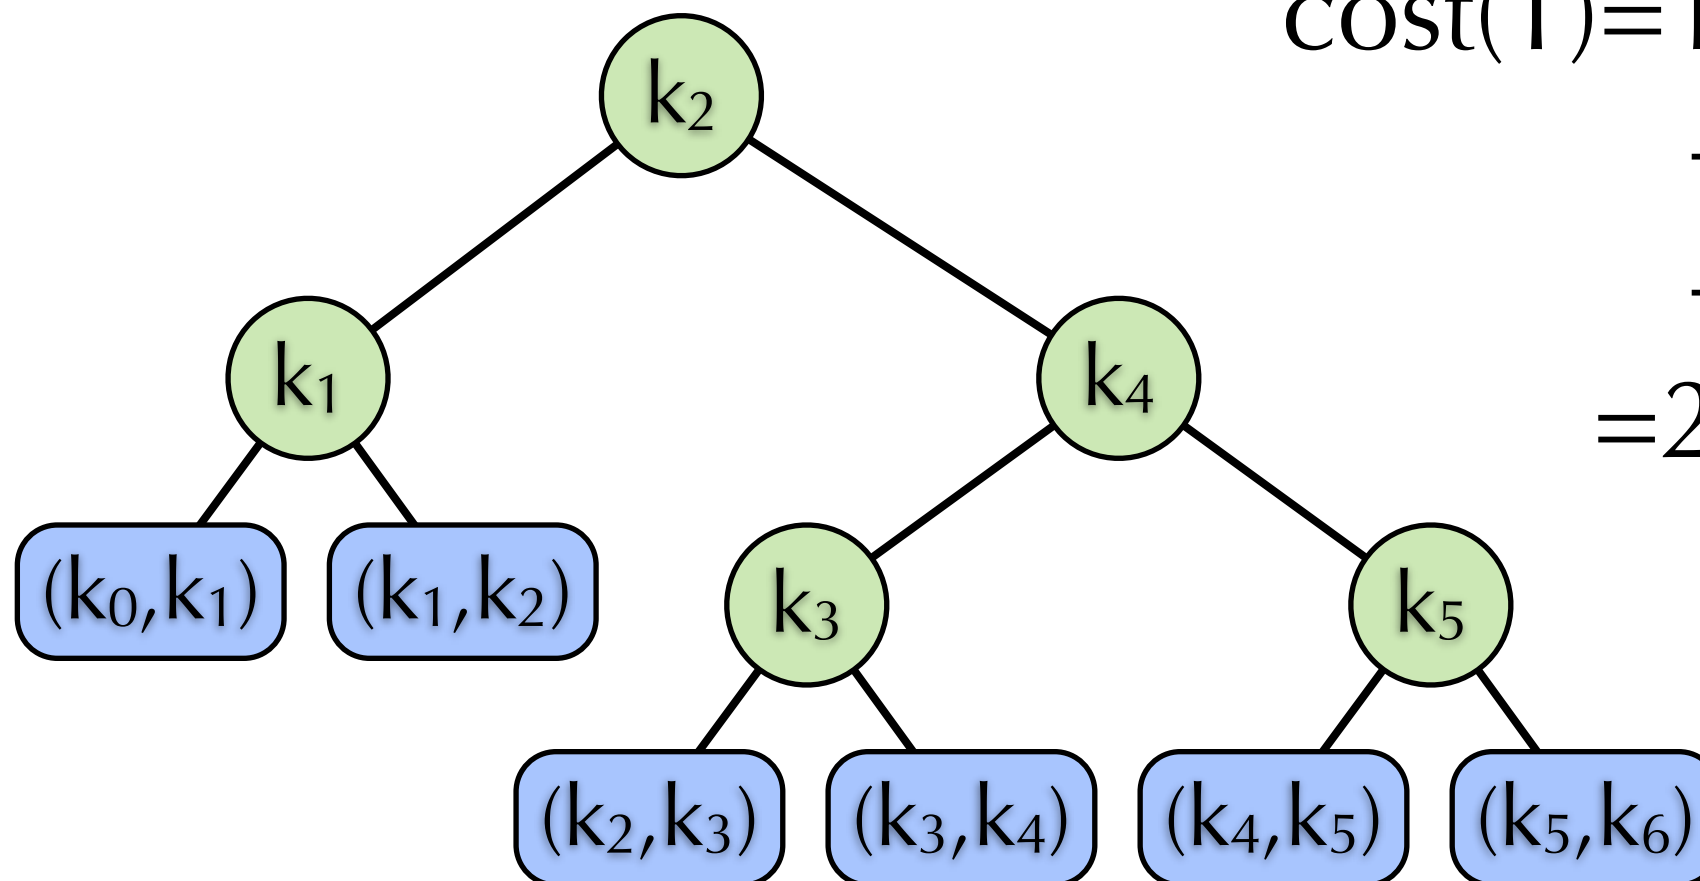 cost(T)=
k₂
k₁ k₄
=2
(k₀,k₁) (k₁,k₂) k₃ k₅
(k₂,k₃) (k₃,k₄) (k₄,k₅) (k₅,k₆)